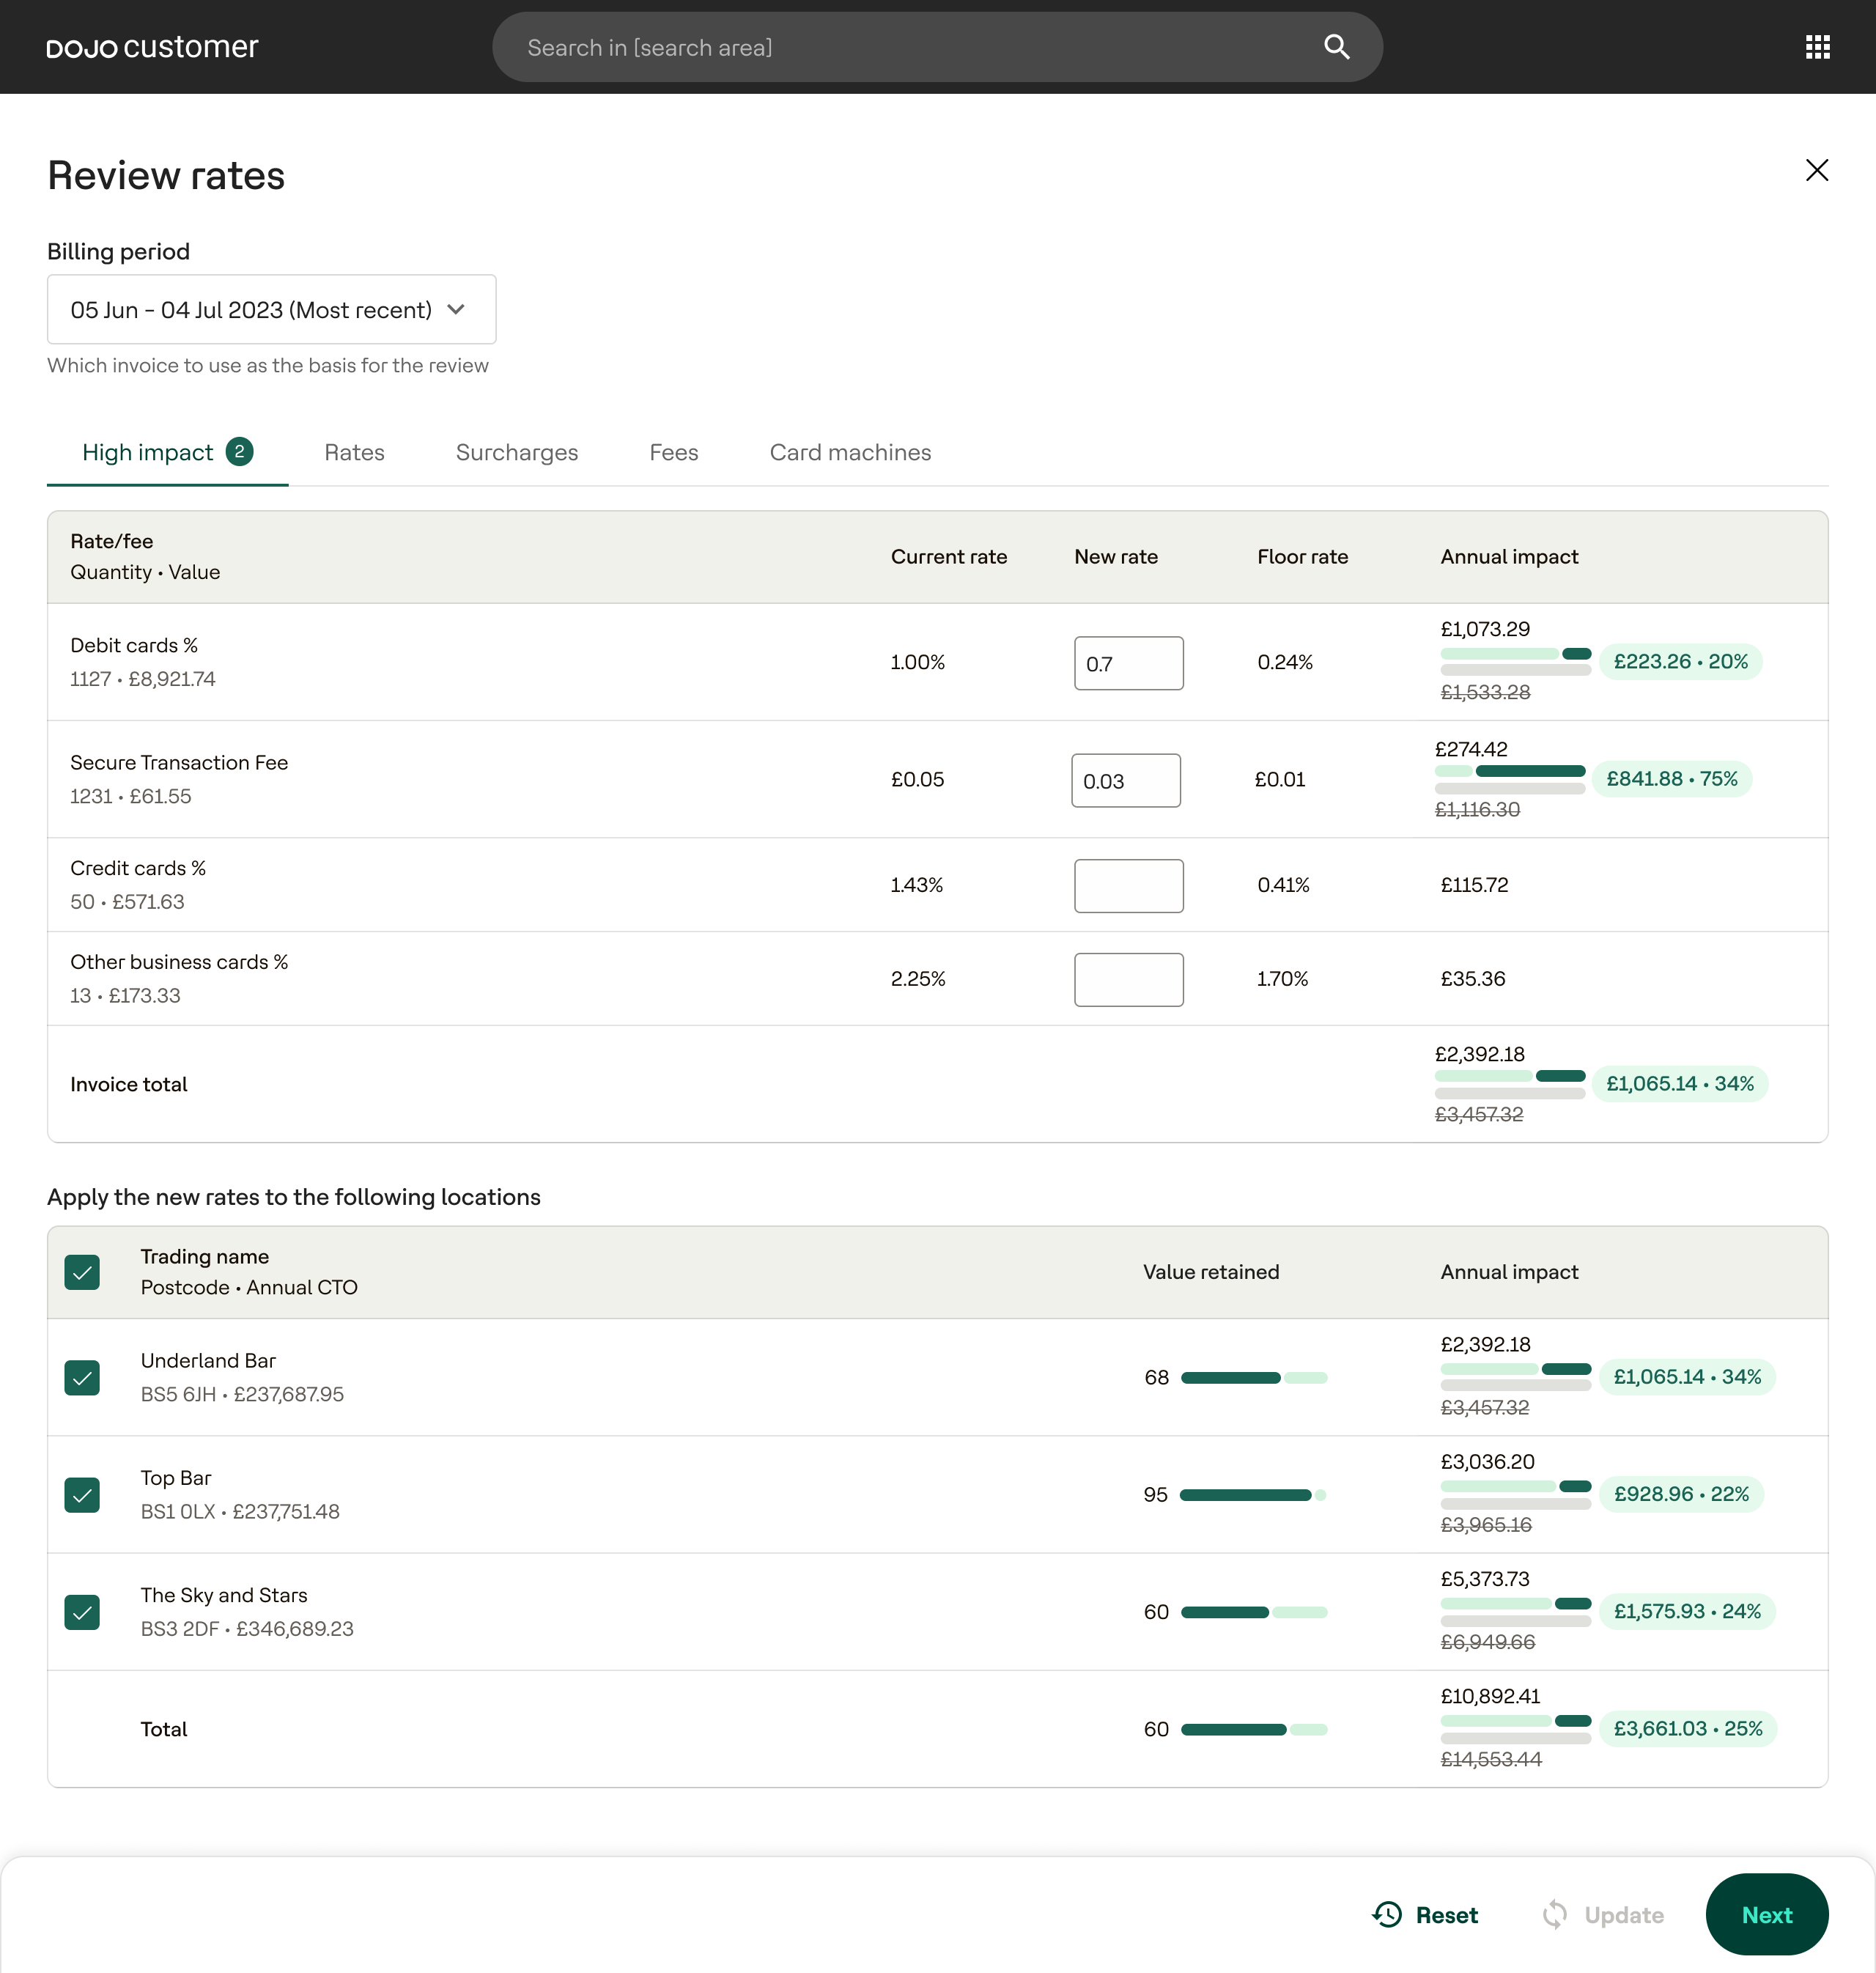 DOJO customer
Search in [search area]
Review rates
Billing period
05 Jun - 04 Jul 2023 (Most recent)
Which invoice to use as the basis for the review
High impact 2 Rates Surcharges Fees Card machines
Rate/fee
Quantity • Value
Current rate New rate Floor rate Annual impact
Debit cards %
1127 • £8,921.74
1.00% 0.7 0.24%
£1,073.29
£223.26 • 20%
£1,533.28
Secure Transaction Fee
1231 • £61.55
£0.05 0.03 £0.01
£274.42
£841.88 • 75%
£1,116.30
Credit cards %
50 • £571.63
1.43% 0.41% £115.72
Other business cards %
13 • £173.33
2.25% 1.70% £35.36
Invoice total
£2,392.18
£1,065.14 • 34%
£3,457.32
Apply the new rates to the following locations
Trading name
Postcode • Annual CTO
Value retained Annual impact
Underland Bar
BS5 6JH • £237,687.95
68
£2,392.18
£1,065.14 • 34%
£3,457.32
Top Bar
BS1 0LX • £237,751.48
95
£3,036.20
£928.96 • 22%
£3,965.16
The Sky and Stars
BS3 2DF • £346,689.23
60
£5,373.73
£1,575.93 • 24%
£6,949.66
Total
60
£10,892.41
£3,661.03 • 25%
£14,553.44
Reset Update Next